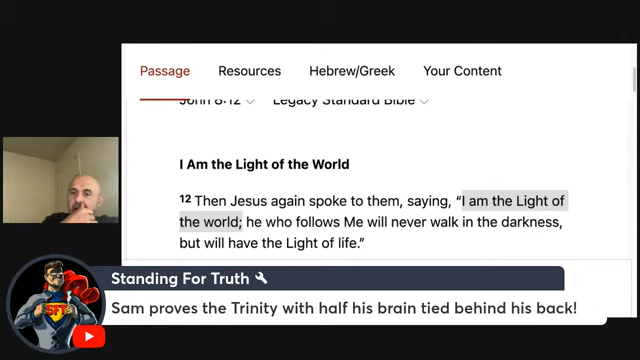 Passage Resources Hebrew/Greek Your Content
John 8:12 Legacy Standard Bible
I Am the Light of the World
12 Then Jesus again spoke to them, saying, “I am the Light of
the world; he who follows Me will never walk in the darkness,
but will have the Light of life.”
Standing For Truth
SFT
Sam proves the Trinity with half his brain tied behind his back!